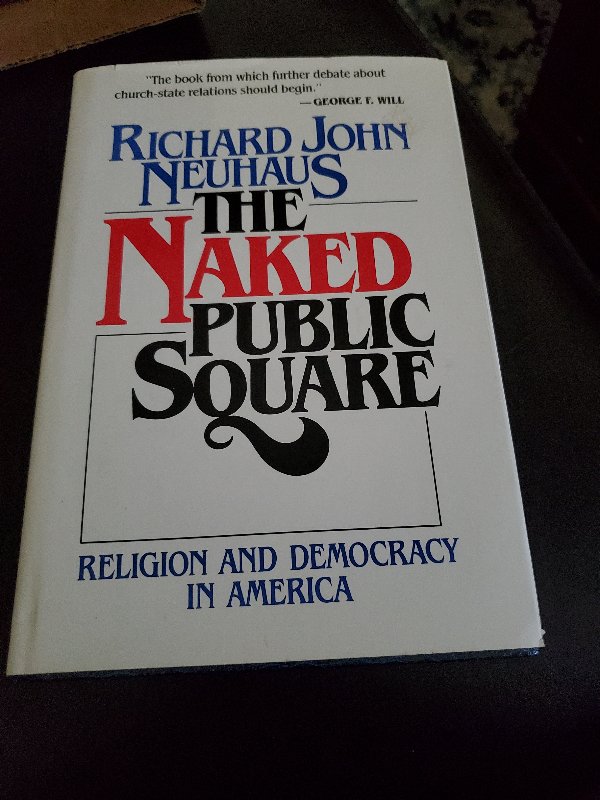 "The book from which further debate about
church-state relations should begin."
—GEORGE F. WILL
RICHARD JOHN
NEUHAUS
THE
NAKED
PUBLIC
SQUARE
RELIGION AND DEMOCRACY
IN AMERICA